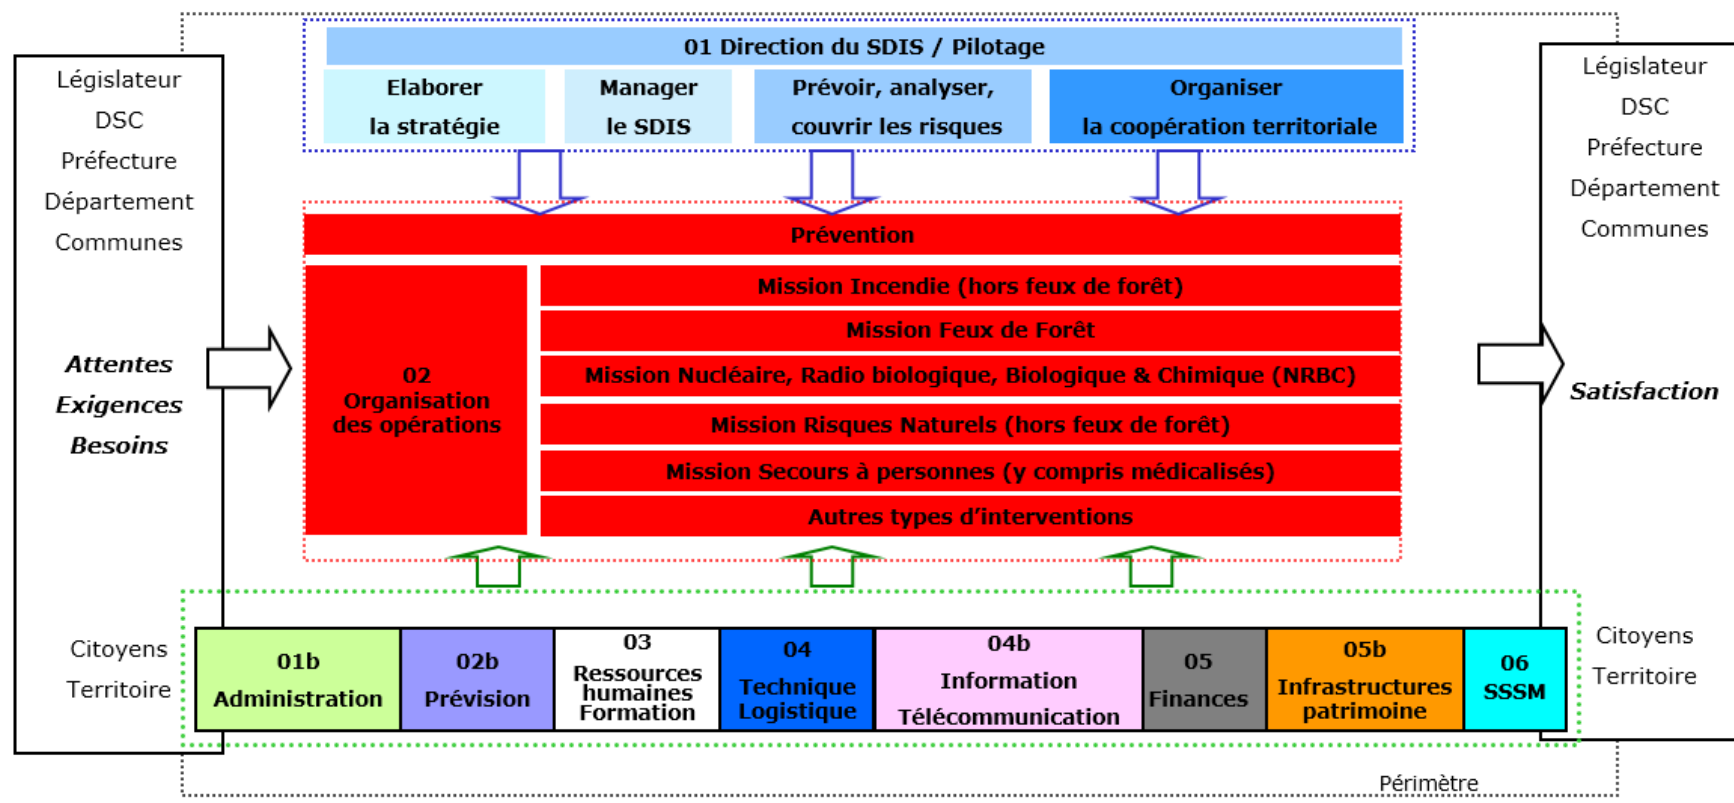 01 Direction du SDIS / Pilotage
Elaborer
la stratégie
Manager
le SDIS
Prévoir, analyser,
couvrir les risques
Organiser
la coopération territoriale
Législateur
DSC
Préfecture
Département
Communes
Attentes
Exigences
Besoins
Citoyens
Territoire
Prévention
02
Organisation
des opérations
Mission Incendie (hors feux de forêt)
Mission Feux de Forêt
Mission Nucléaire, Radio biologique, Biologique & Chimique (NRBC)
Mission Risques Naturels (hors feux de forêt)
Mission Secours à personnes (y compris médicalisés)
Autres types d’interventions
Législateur
DSC
Préfecture
Département
Communes
Satisfaction
Citoyens
Territoire
01b
Administration
02b
Prévision
03
Ressources
humaines
Formation
04
Technique
Logistique
04b
Information
Télécommunication
05
Finances
05b
Infrastructures
patrimoine
06
SSSM
Périmètre